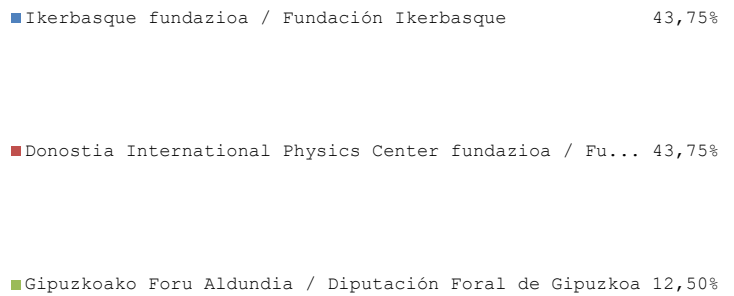 Ikerbasque fundazioa / Fundación Ikerbasque 43,75%
Donostia International Physics Center fundazioa / Fu... 43,75%
Gipuzkoako Foru Aldundia / Diputación Foral de Gipuzkoa 12,50%